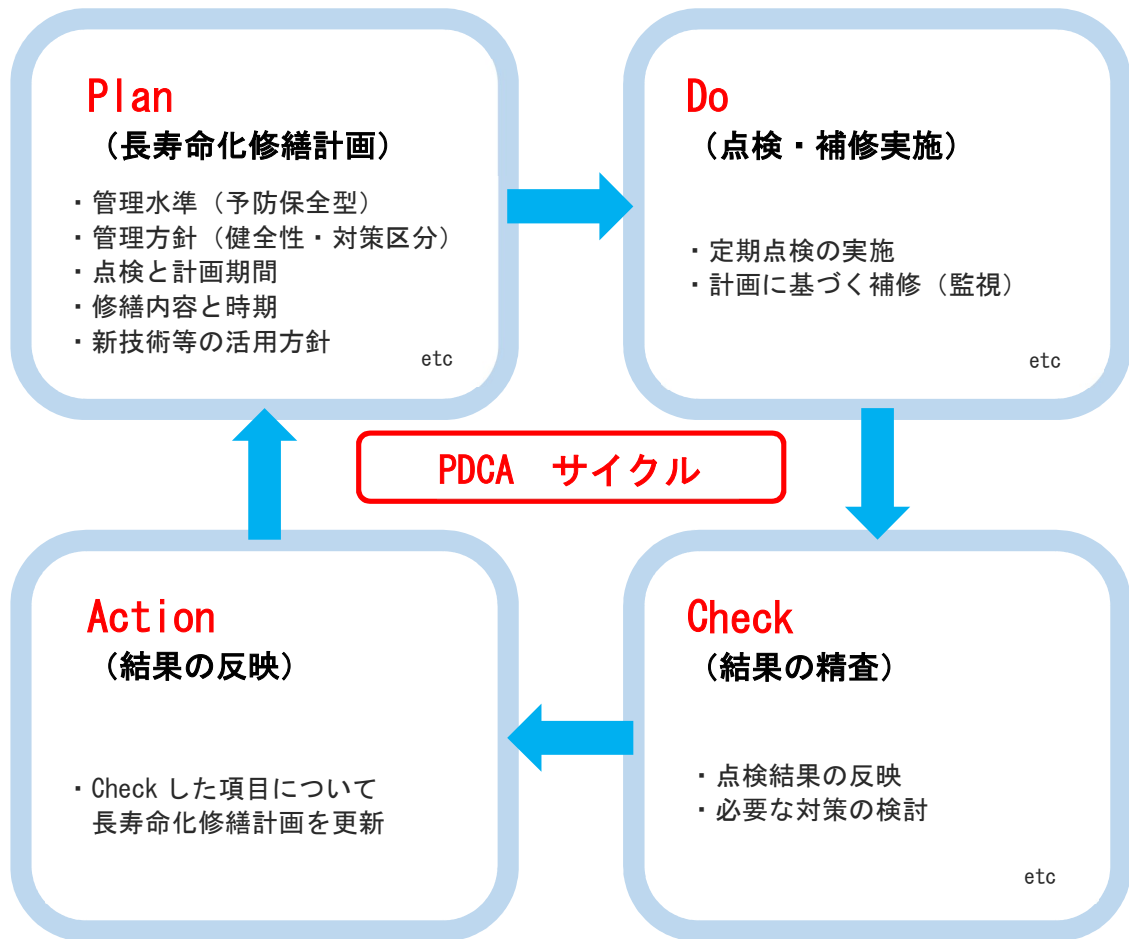 Plan
（長寿命化修繕計画）
・管理水準（予防保全型）
・管理方針（健全性・対策区分）
・点検と計画期間
・修繕内容と時期
・新技術等の活用方針
etc
Do
（点検・補修実施）
・定期点検の実施
・計画に基づく補修（監視）
etc
PDCA　サイクル
Action
（結果の反映）
・Check した項目について
長寿命化修繕計画を更新
Check
（結果の精査）
・点検結果の反映
・必要な対策の検討
etc